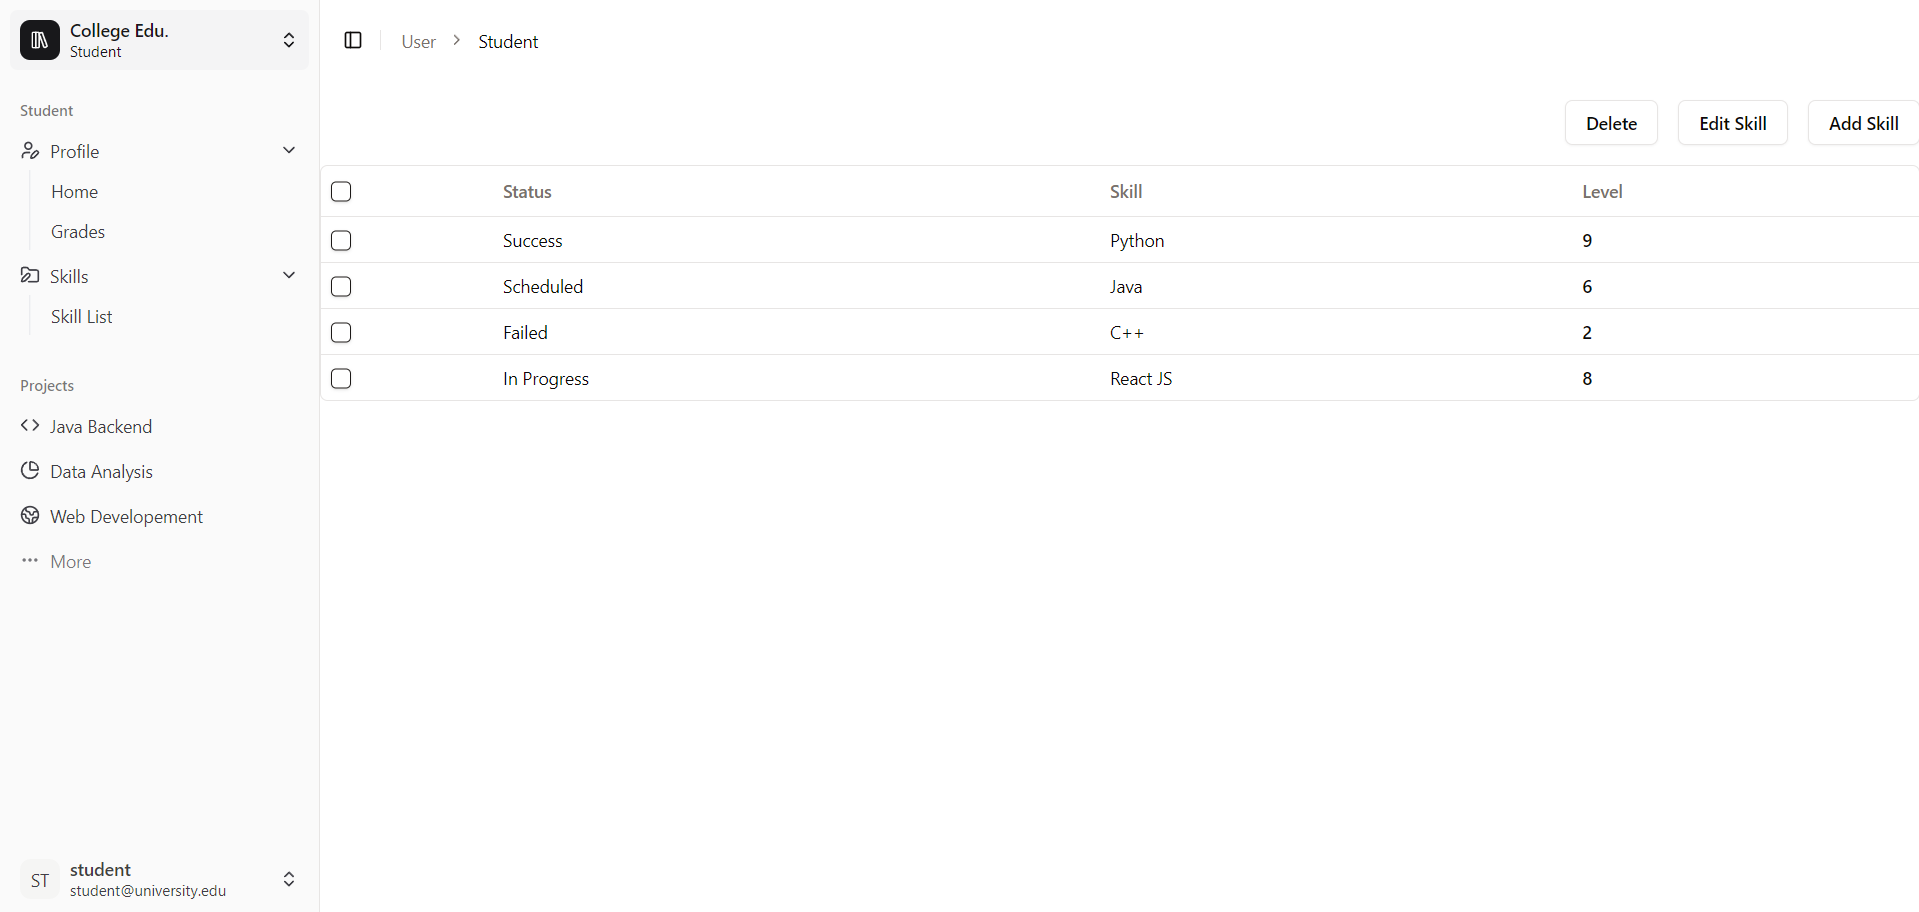 College Edu.
Student
Student
Profile
Home
Grades
Skills
Skill List
Projects
Java Backend
Data Analysis
Web Developement
More
ST
student
student@university.edu
User > Student
Delete Edit Skill Add Skill
Status Skill Level
Success Python 9
Scheduled Java 6
Failed C++ 2
In Progress React JS 8